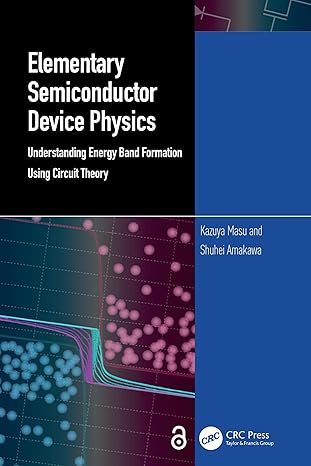 Elementary
Semiconductor
Device Physics
Understanding Energy Band Formation
Using Circuit Theory
Kazuya Masu and
Shuhei Amakawa
CRC
CRC Press
Taylor & Francis Group